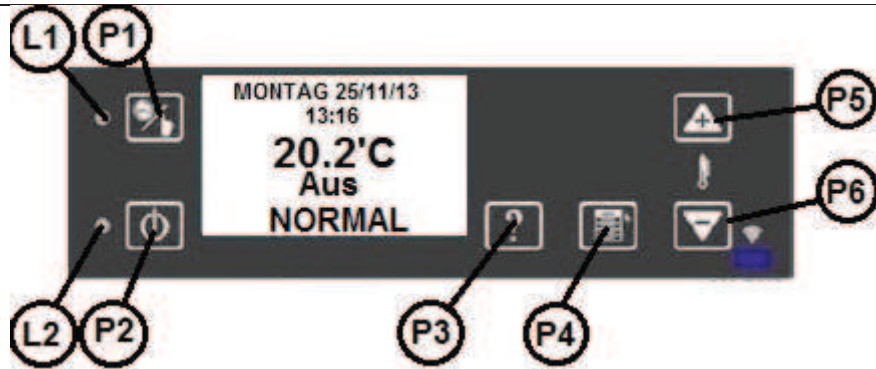 L1
P1
MONTAG 25/11/13
13:16
20.2'C
Aus
NORMAL
P5
P6
L2
P2
P3
P4